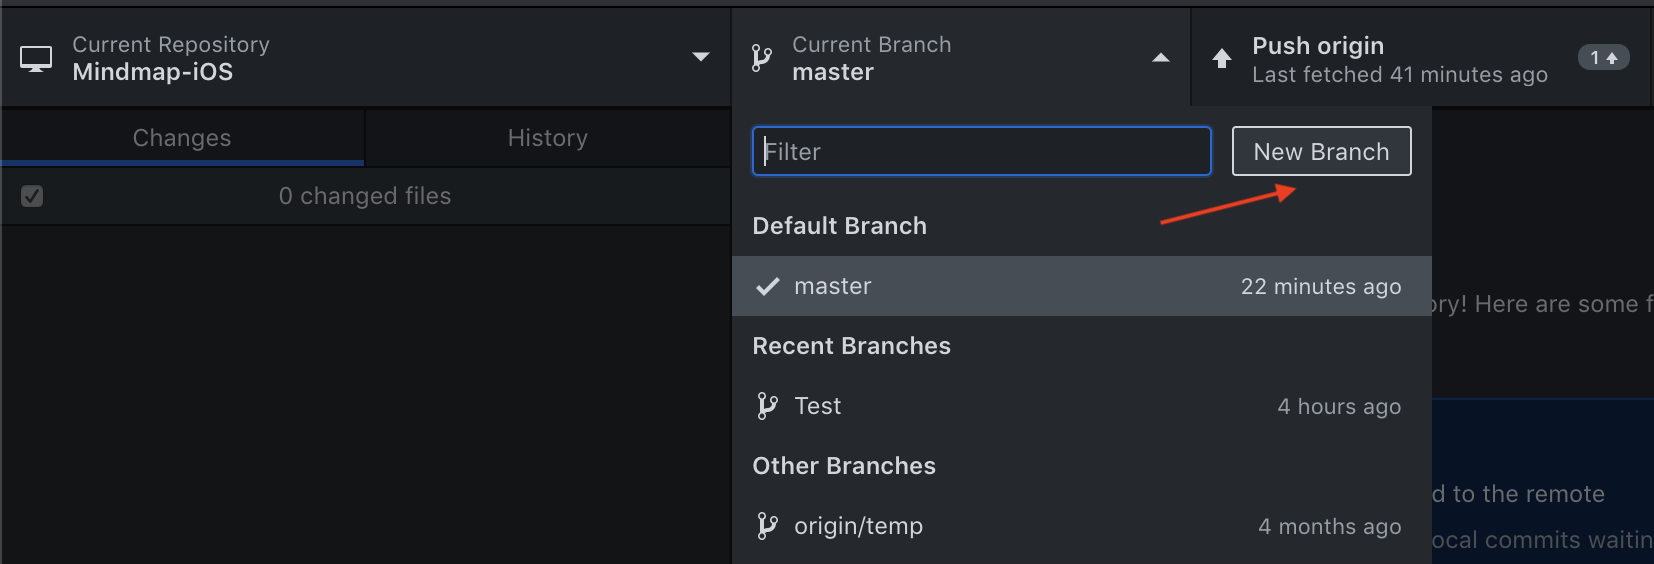 Current Repository
Mindmap-iOS
Current Branch
master
Push origin
Last fetched 41 minutes ago
1
Changes
History
Filter
New Branch
0 changed files
Default Branch
master
22 minutes ago
ory! Here are some f
Recent Branches
Test
4 hours ago
Other Branches
d to the remote
origin/temp
4 months ago
ocal commits waitin